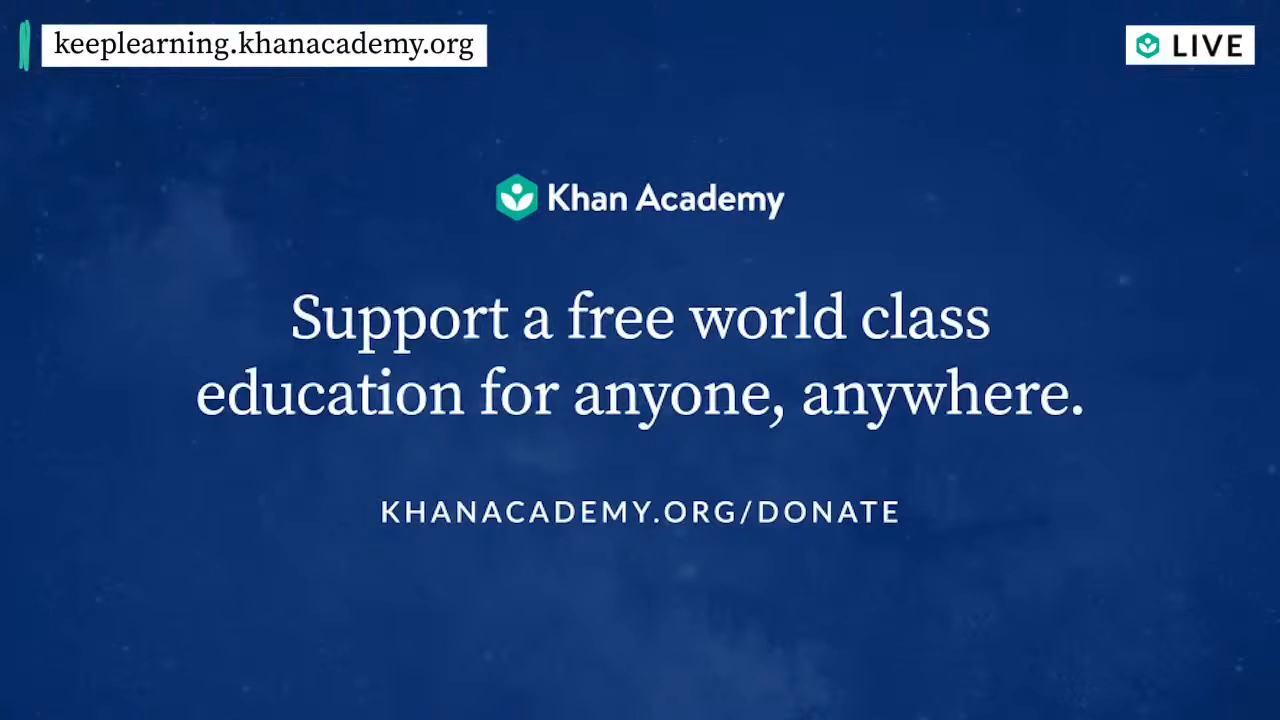 keeplearning.khanacademy.org
LIVE
Khan Academy
Support a free world class
education for anyone, anywhere.
KHANACADEMY.ORG/DONATE